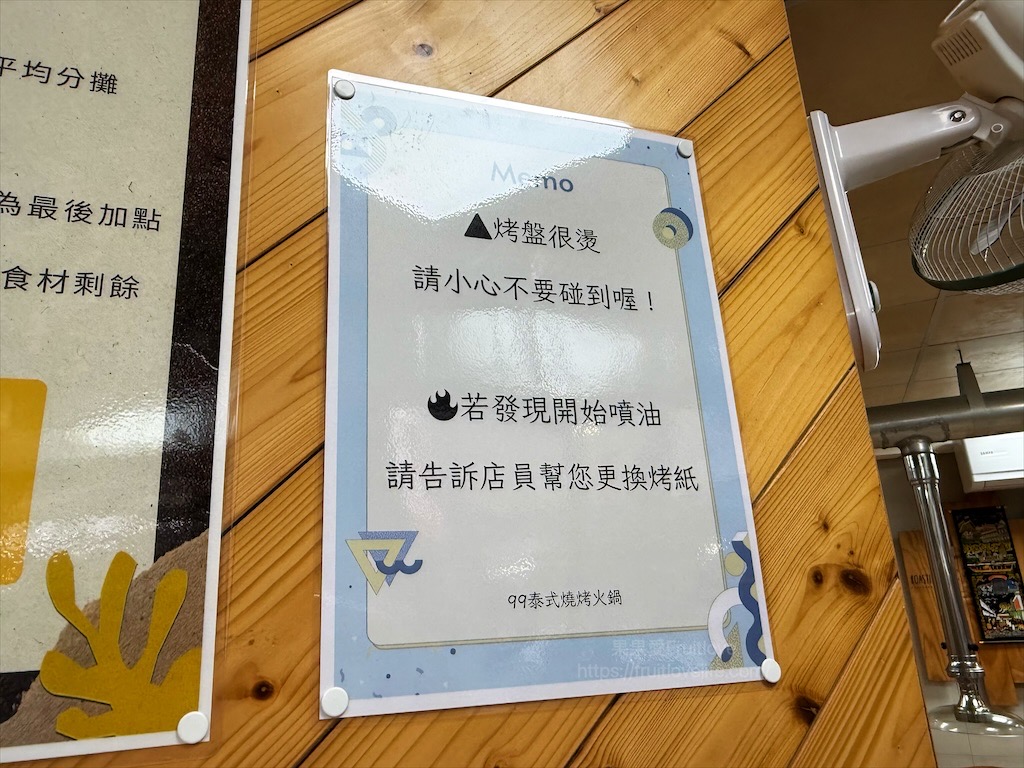 平均分攤
為最後加點
食材剩餘
Memo
▲烤盤很燙
請小心不要碰到喔！
若發現開始噴油
請告訴店員幫您更換烤紙
99泰式燒烤火鍋